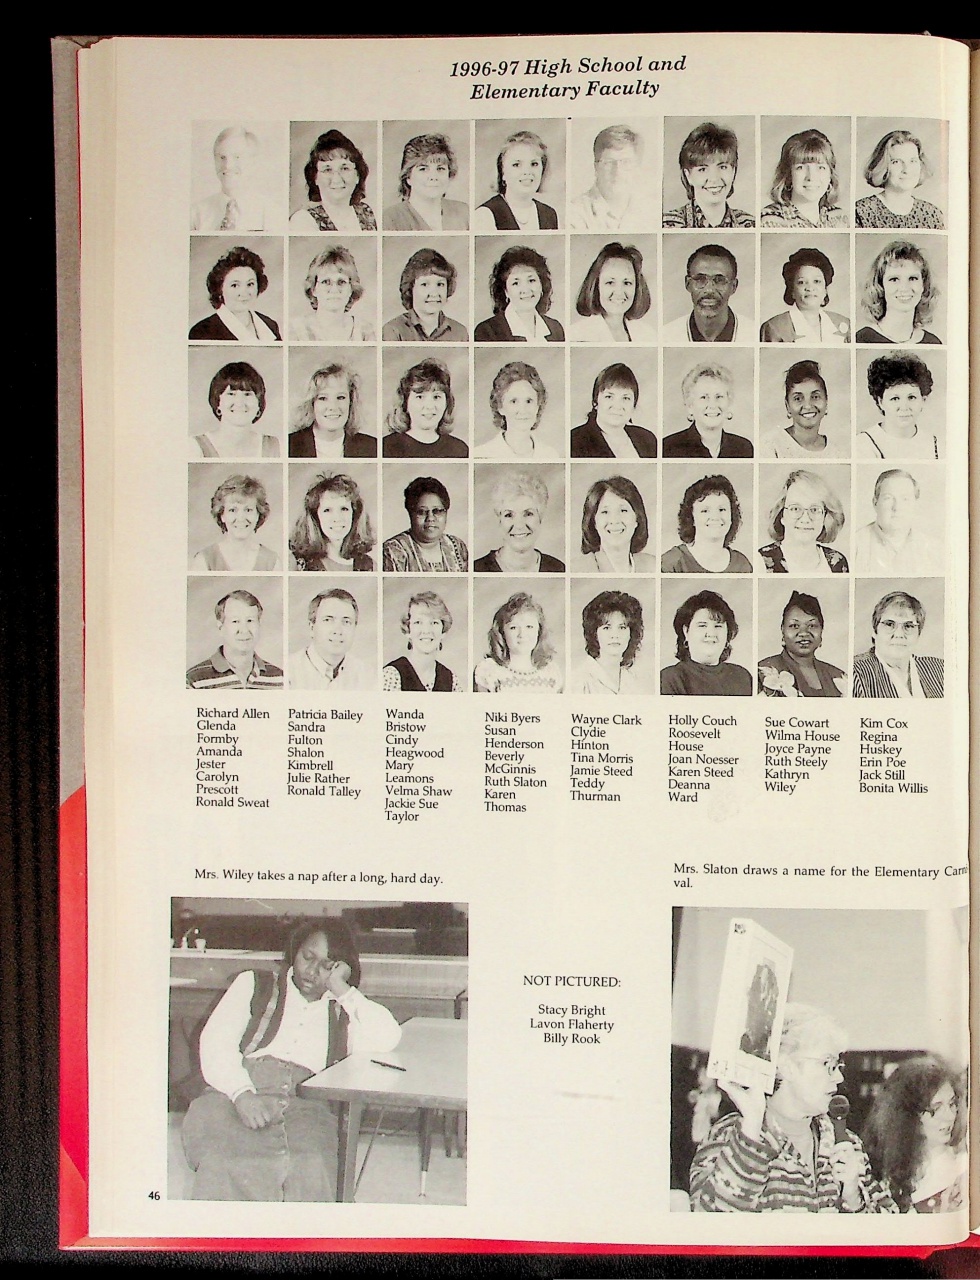 1996-97 High School and
Elementary Faculty
Richard Allen
Glenda
Formby
Amanda
Jester
Carolyn
Prescott
Ronald Sweat
Patricia Bailey
Sandra
Fulton
Shalon
Kimbrell
Julie Rather
Ronald Talley
Wanda
Bristow
Cindy
Heagwood
Mary
Leamons
Velma Shaw
Jackie Sue
Taylor
Niki Byers
Susan
Henderson
Beverly
McGinnis
Ruth Slaton
Karen
Thomas
Wayne Clark
Clydie
Hinton
Tina Morris
Jamie Steed
Teddy
Thurman
Holly Couch
Roosevelt
House
Joan Noesser
Karen Steed
Deanna
Ward
Sue Cowart
Wilma House
Joyce Payne
Ruth Steely
Kathryn
Wiley
Kim Cox
Regina
Huskey
Erin Poe
Jack Still
Bonita Willis
Mrs. Wiley takes a nap after a long, hard day.
Mrs. Slaton draws a name for the Elementary Carni
val.
NOT PICTURED:
Stacy Bright
Lavon Flaherty
Billy Rook
46